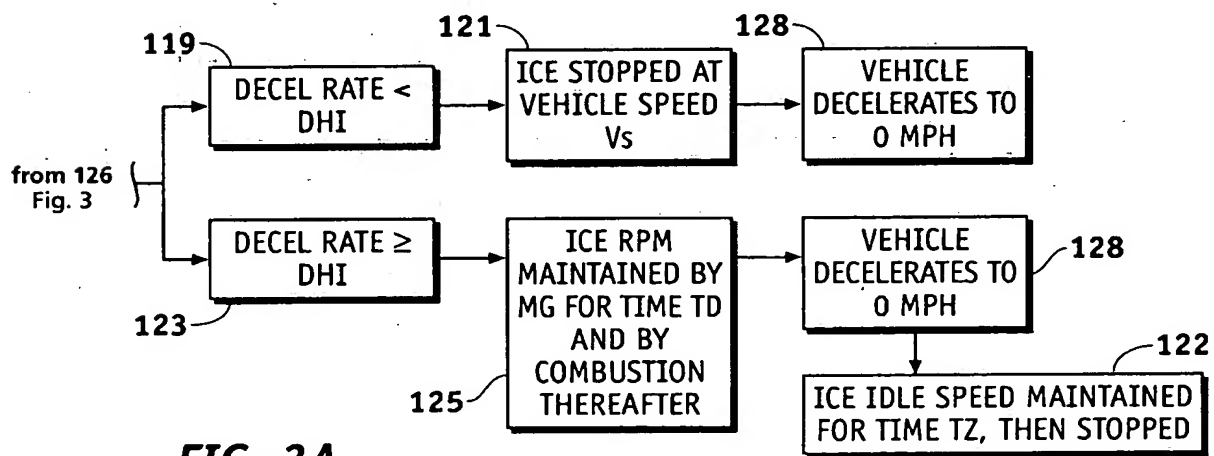 119
DECEL RATE <
DHI
121
ICE STOPPED AT
VEHICLE SPEED
Vs
128
VEHICLE
DECELERATES TO
0 MPH
from 126
Fig. 3
DECEL RATE ≥
DHI
123
ICE RPM
MAINTAINED BY
MG FOR TIME TD
AND BY
COMBUSTION
THEREAFTER
125
VEHICLE
DECELERATES TO
0 MPH
128
122
ICE IDLE SPEED MAINTAINED
FOR TIME TZ, THEN STOPPED